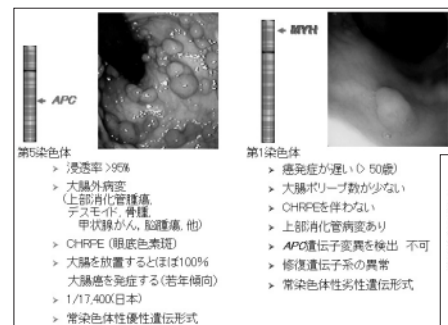 APC
第5染色体
➢ 浸透率 >95%
➢ 大腸外病変
(上部消化管腫瘍,
デスモイド, 骨腫,
甲状腺がん, 脳腫瘍, 他)
➢ CHRPE (眼底色素斑)
➢ 大腸を放置するとほぼ100%
大腸癌を発症する(若年傾向)
➢ 1/17,400(日本)
➢ 常染色体性優性遺伝形式
MYH
第1染色体
➢ 癌発症が遅い (> 50歳)
➢ 大腸ポリープ数が少ない
➢ CHRPEを伴わない
➢ 上部消化管病変あり
➢ APC遺伝子変異を検出 不可
➢ 修復遺伝子系の異常
➢ 常染色体性劣性遺伝形式